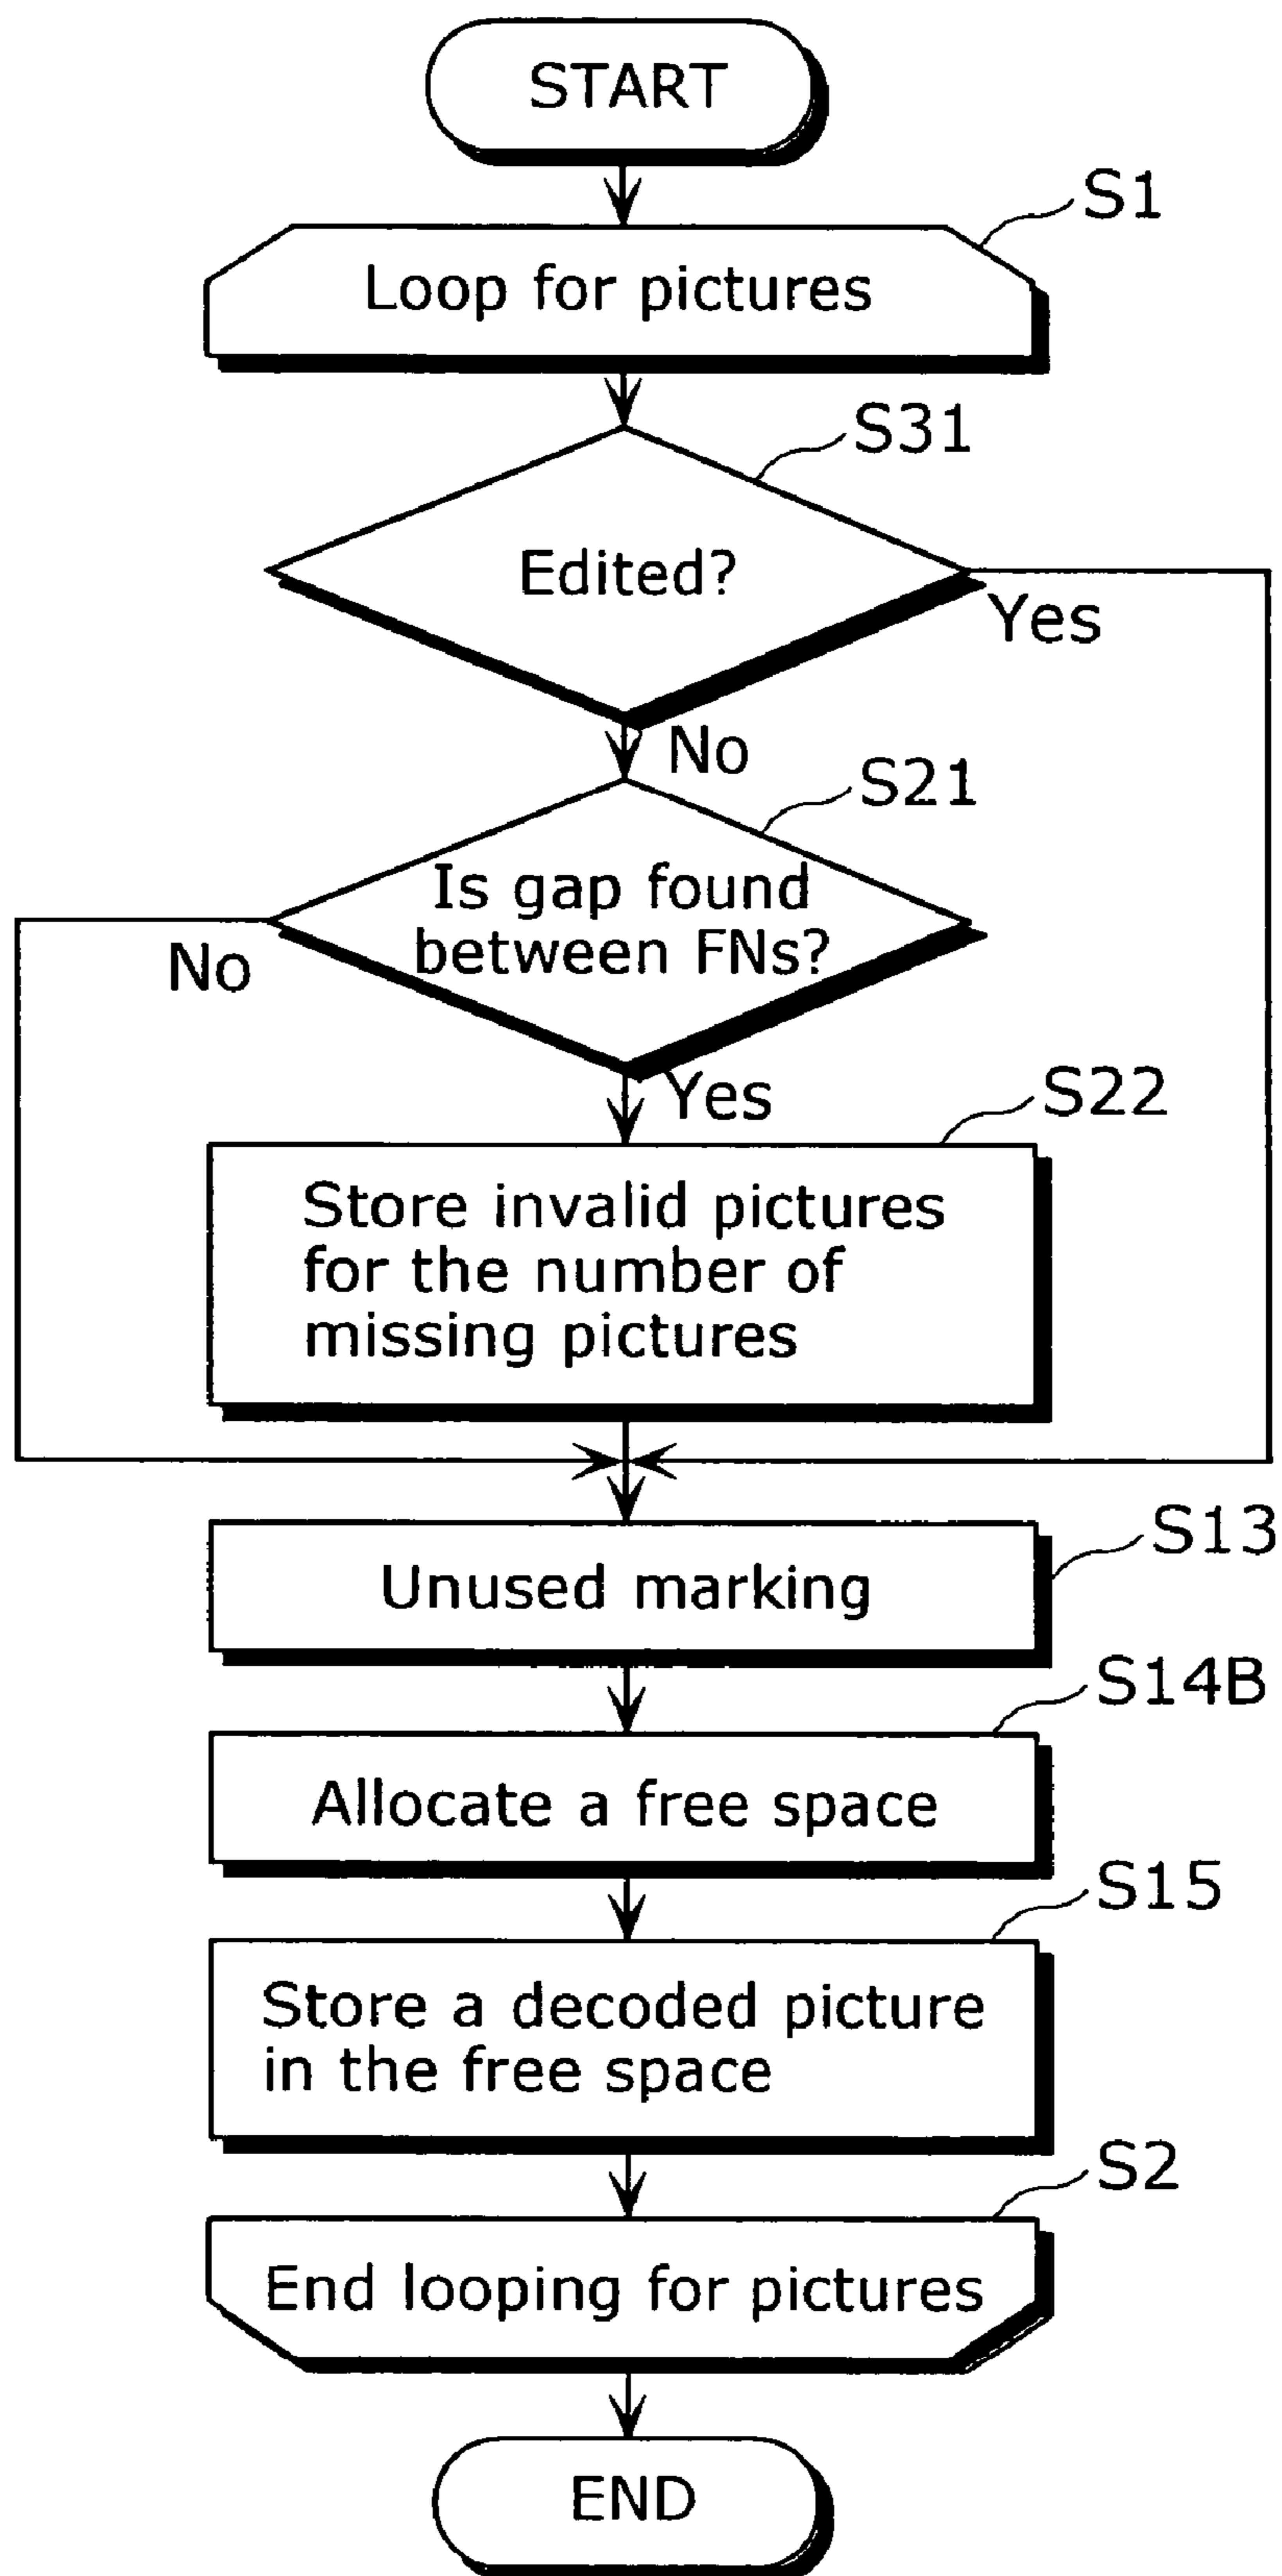 START
S1
Loop for pictures
S31
Edited?
Yes
No
S21
Is gap found
between FNs?
No
Yes
S22
Store invalid pictures
for the number of
missing pictures
S13
Unused marking
S14B
Allocate a free space
S15
Store a decoded picture
in the free space
S2
End looping for pictures
END